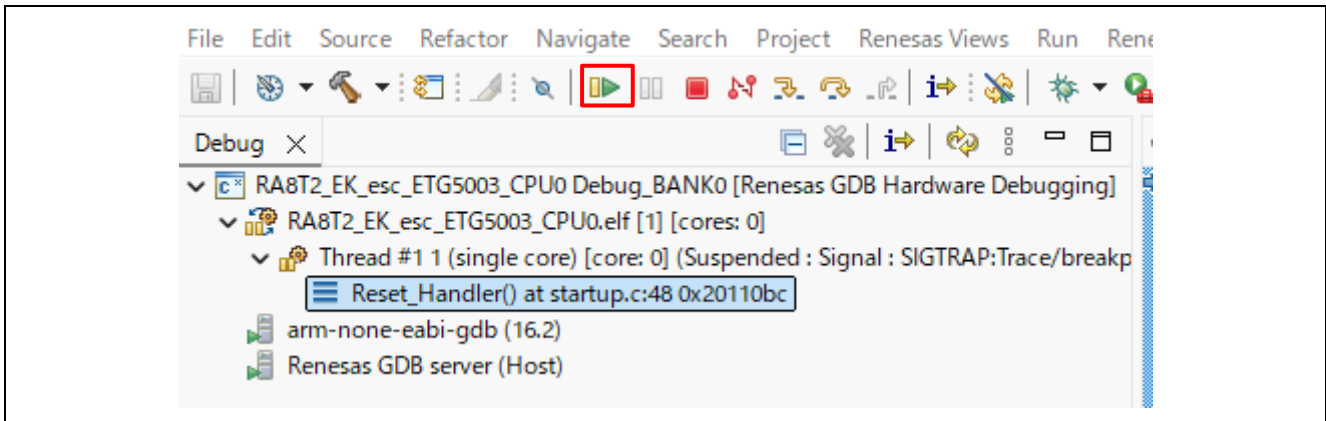 File Edit Source Refactor Navigate Search Project Renesas Views Run
Debug
RA8T2_EK_esc_ETG5003_CPU0 Debug_BANK0 [Renesas GDB Hardware Debugging]
RA8T2_EK_esc_ETG5003_CPU0.elf [1] [cores: 0]
Thread #1 1 (single core) [core: 0] (Suspended : Signal : SIGTRAP:Trace/breakp
Reset_Handler() at startup.c:48 0x20110bc
arm-none-eabi-gdb (16.2)
Renesas GDB server (Host)